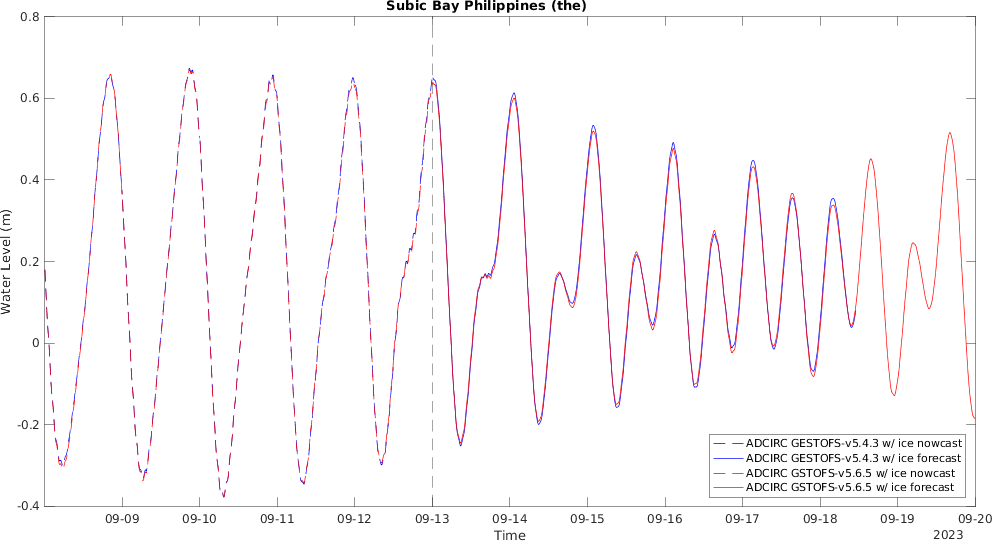 Subic Bay Philippines (the)
Water Level (m)
0.8
0.6
0.4
0.2
0
-0.2
-0.4
ADCIRC GESTOFS-v5.4.3 w/ ice nowcast
ADCIRC GESTOFS-v5.4.3 w/ ice forecast
ADCIRC GSTOFS-v5.6.5 w/ ice nowcast
ADCIRC GSTOFS-v5.6.5 w/ ice forecast
09-09 09-10 09-11 09-12 09-13 09-14 09-15 09-16 09-17 09-18 09-19 09-20
Time
2023